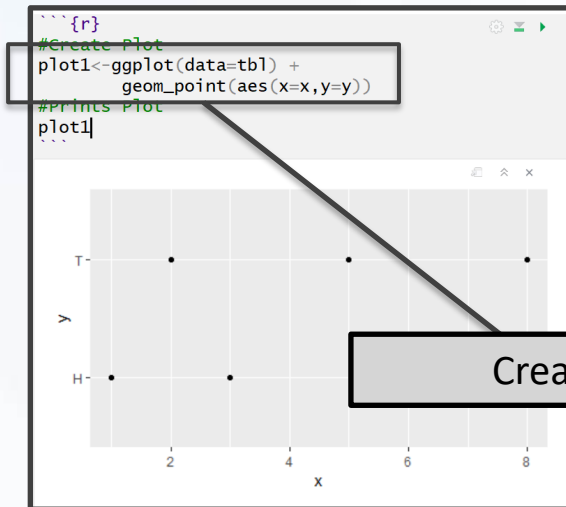 ```{r}
#Create Plot
plot1<-ggplot(data=tbl) +
geom_point(aes(x=x,y=y))
#Prints Plot
plot1
```
T
y
H
Crea
2 4 6 8
x